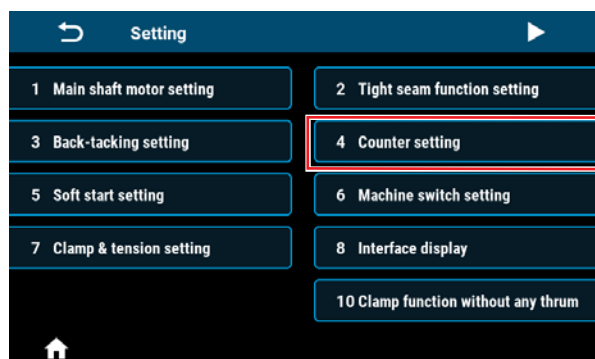 Setting
1 Main shaft motor setting
2 Tight seam function setting
3 Back-tacking setting
4 Counter setting
5 Soft start setting
6 Machine switch setting
7 Clamp & tension setting
8 Interface display
10 Clamp function without any thrum